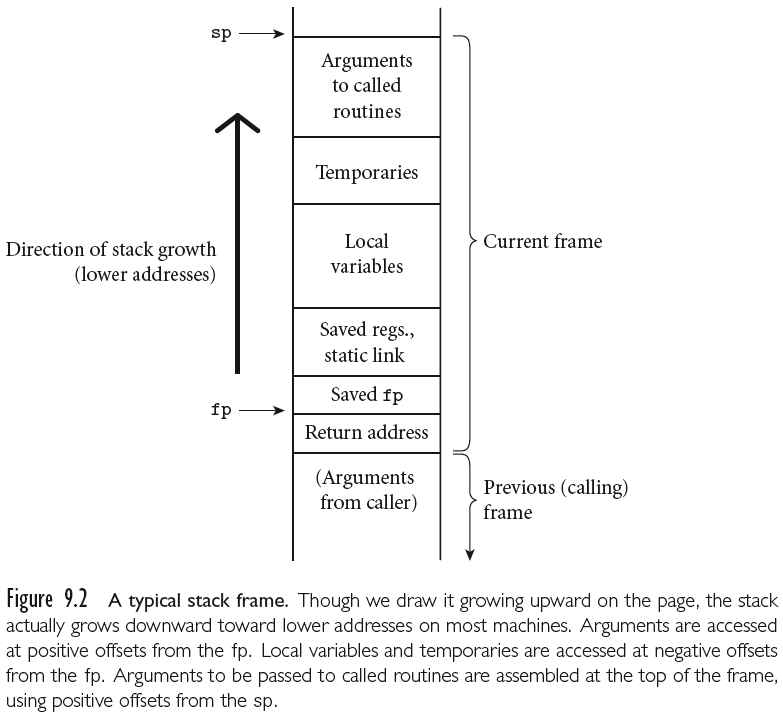 sp
Arguments
to called
routines
Temporaries
Direction of stack growth
(lower addresses)
Local
variables
Current frame
Saved regs.,
static link
Saved fp
fp
Return address
(Arguments
from caller)
Previous (calling)
frame
Figure 9.2 A typical stack frame. Though we draw it growing upward on the page, the stack
actually grows downward toward lower addresses on most machines. Arguments are accessed
at positive offsets from the fp. Local variables and temporaries are accessed at negative offsets
from the fp. Arguments to be passed to called routines are assembled at the top of the frame,
using positive offsets from the sp.